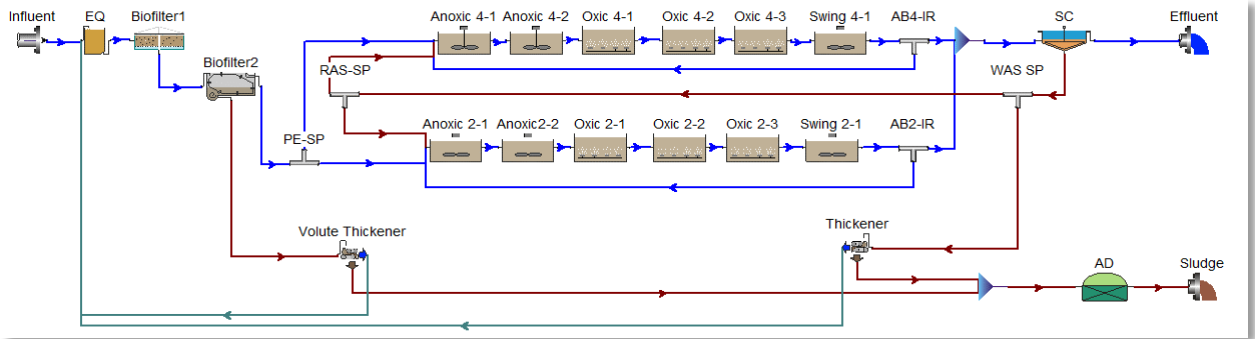 Influent
EQ
Biofilter1
Anoxic 4-1
Anoxic 4-2
Oxic 4-1
Oxic 4-2
Oxic 4-3
Swing 4-1
AB4-IR
SC
Effluent
Biofilter2
RAS-SP
WAS SP
PE-SP
Anoxic 2-1
Anoxic2-2
Oxic 2-1
Oxic 2-2
Oxic 2-3
Swing 2-1
AB2-IR
Volute Thickener
Thickener
AD
Sludge